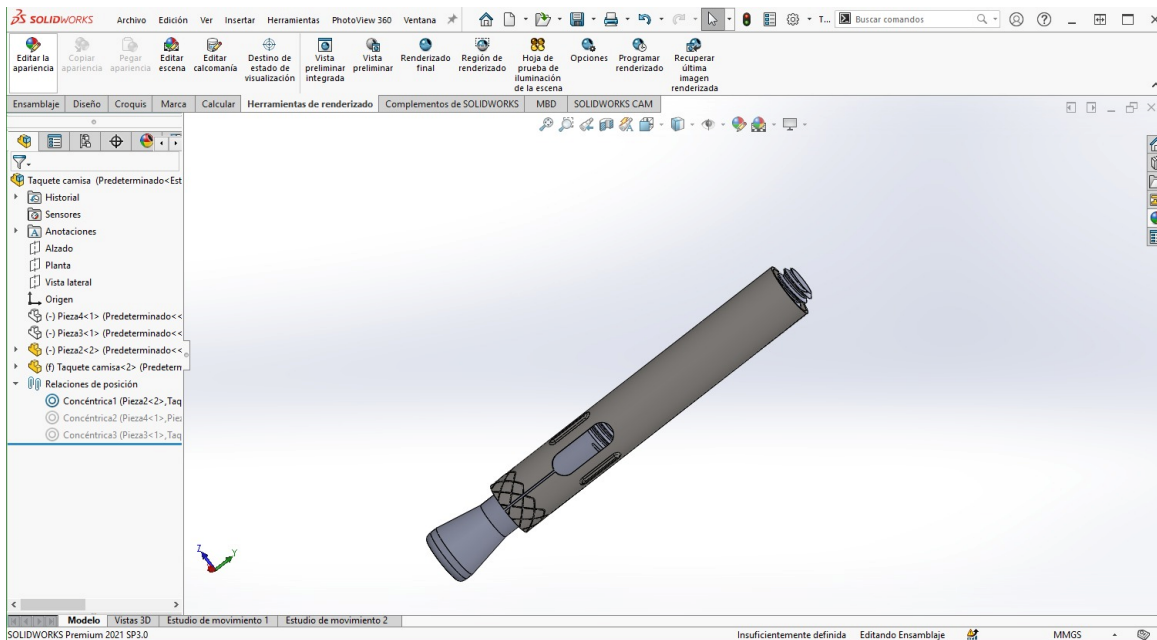 SOLIDWORKS Archivo Edición Ver Insertar Herramientas PhotoView 360 Ventana T... Buscar comandos
Editar la apariencia
Copiar apariencia
Pegar apariencia
Editar escena
Editar calcomanía
Destino de estado de visualización
Vista preliminar integrada
Vista preliminar
Renderizado final
Región de renderizado
Hoja de prueba de iluminación de la escena
Opciones
Programar renderizado
Recuperar última imagen renderizada
Ensamblaje Diseño Croquis Marca Calcular Herramientas de renderizado Complementos de SOLIDWORKS MBD SOLIDWORKS CAM
Taquete camisa (Predeterminado<Est
Historial
Sensores
Anotaciones
Alzado
Planta
Vista lateral
Origen
(-) Pieza4<1> (Predeterminado<<
(-) Pieza3<1> (Predeterminado<<
(-) Pieza2<2> (Predeterminado<<
(f) Taquete camisa<2> (Predetern
Relaciones de posición
Concéntrica1 (Pieza2<2>,Taq
Concéntrica2 (Pieza4<1>,Piez
Concéntrica3 (Pieza3<1>,Taq
Z Y
Modelo Vistas 3D Estudio de movimiento 1 Estudio de movimiento 2
SOLIDWORKS Premium 2021 SP3.0 Insuficientemente definida Editando Ensamblaje MMGS